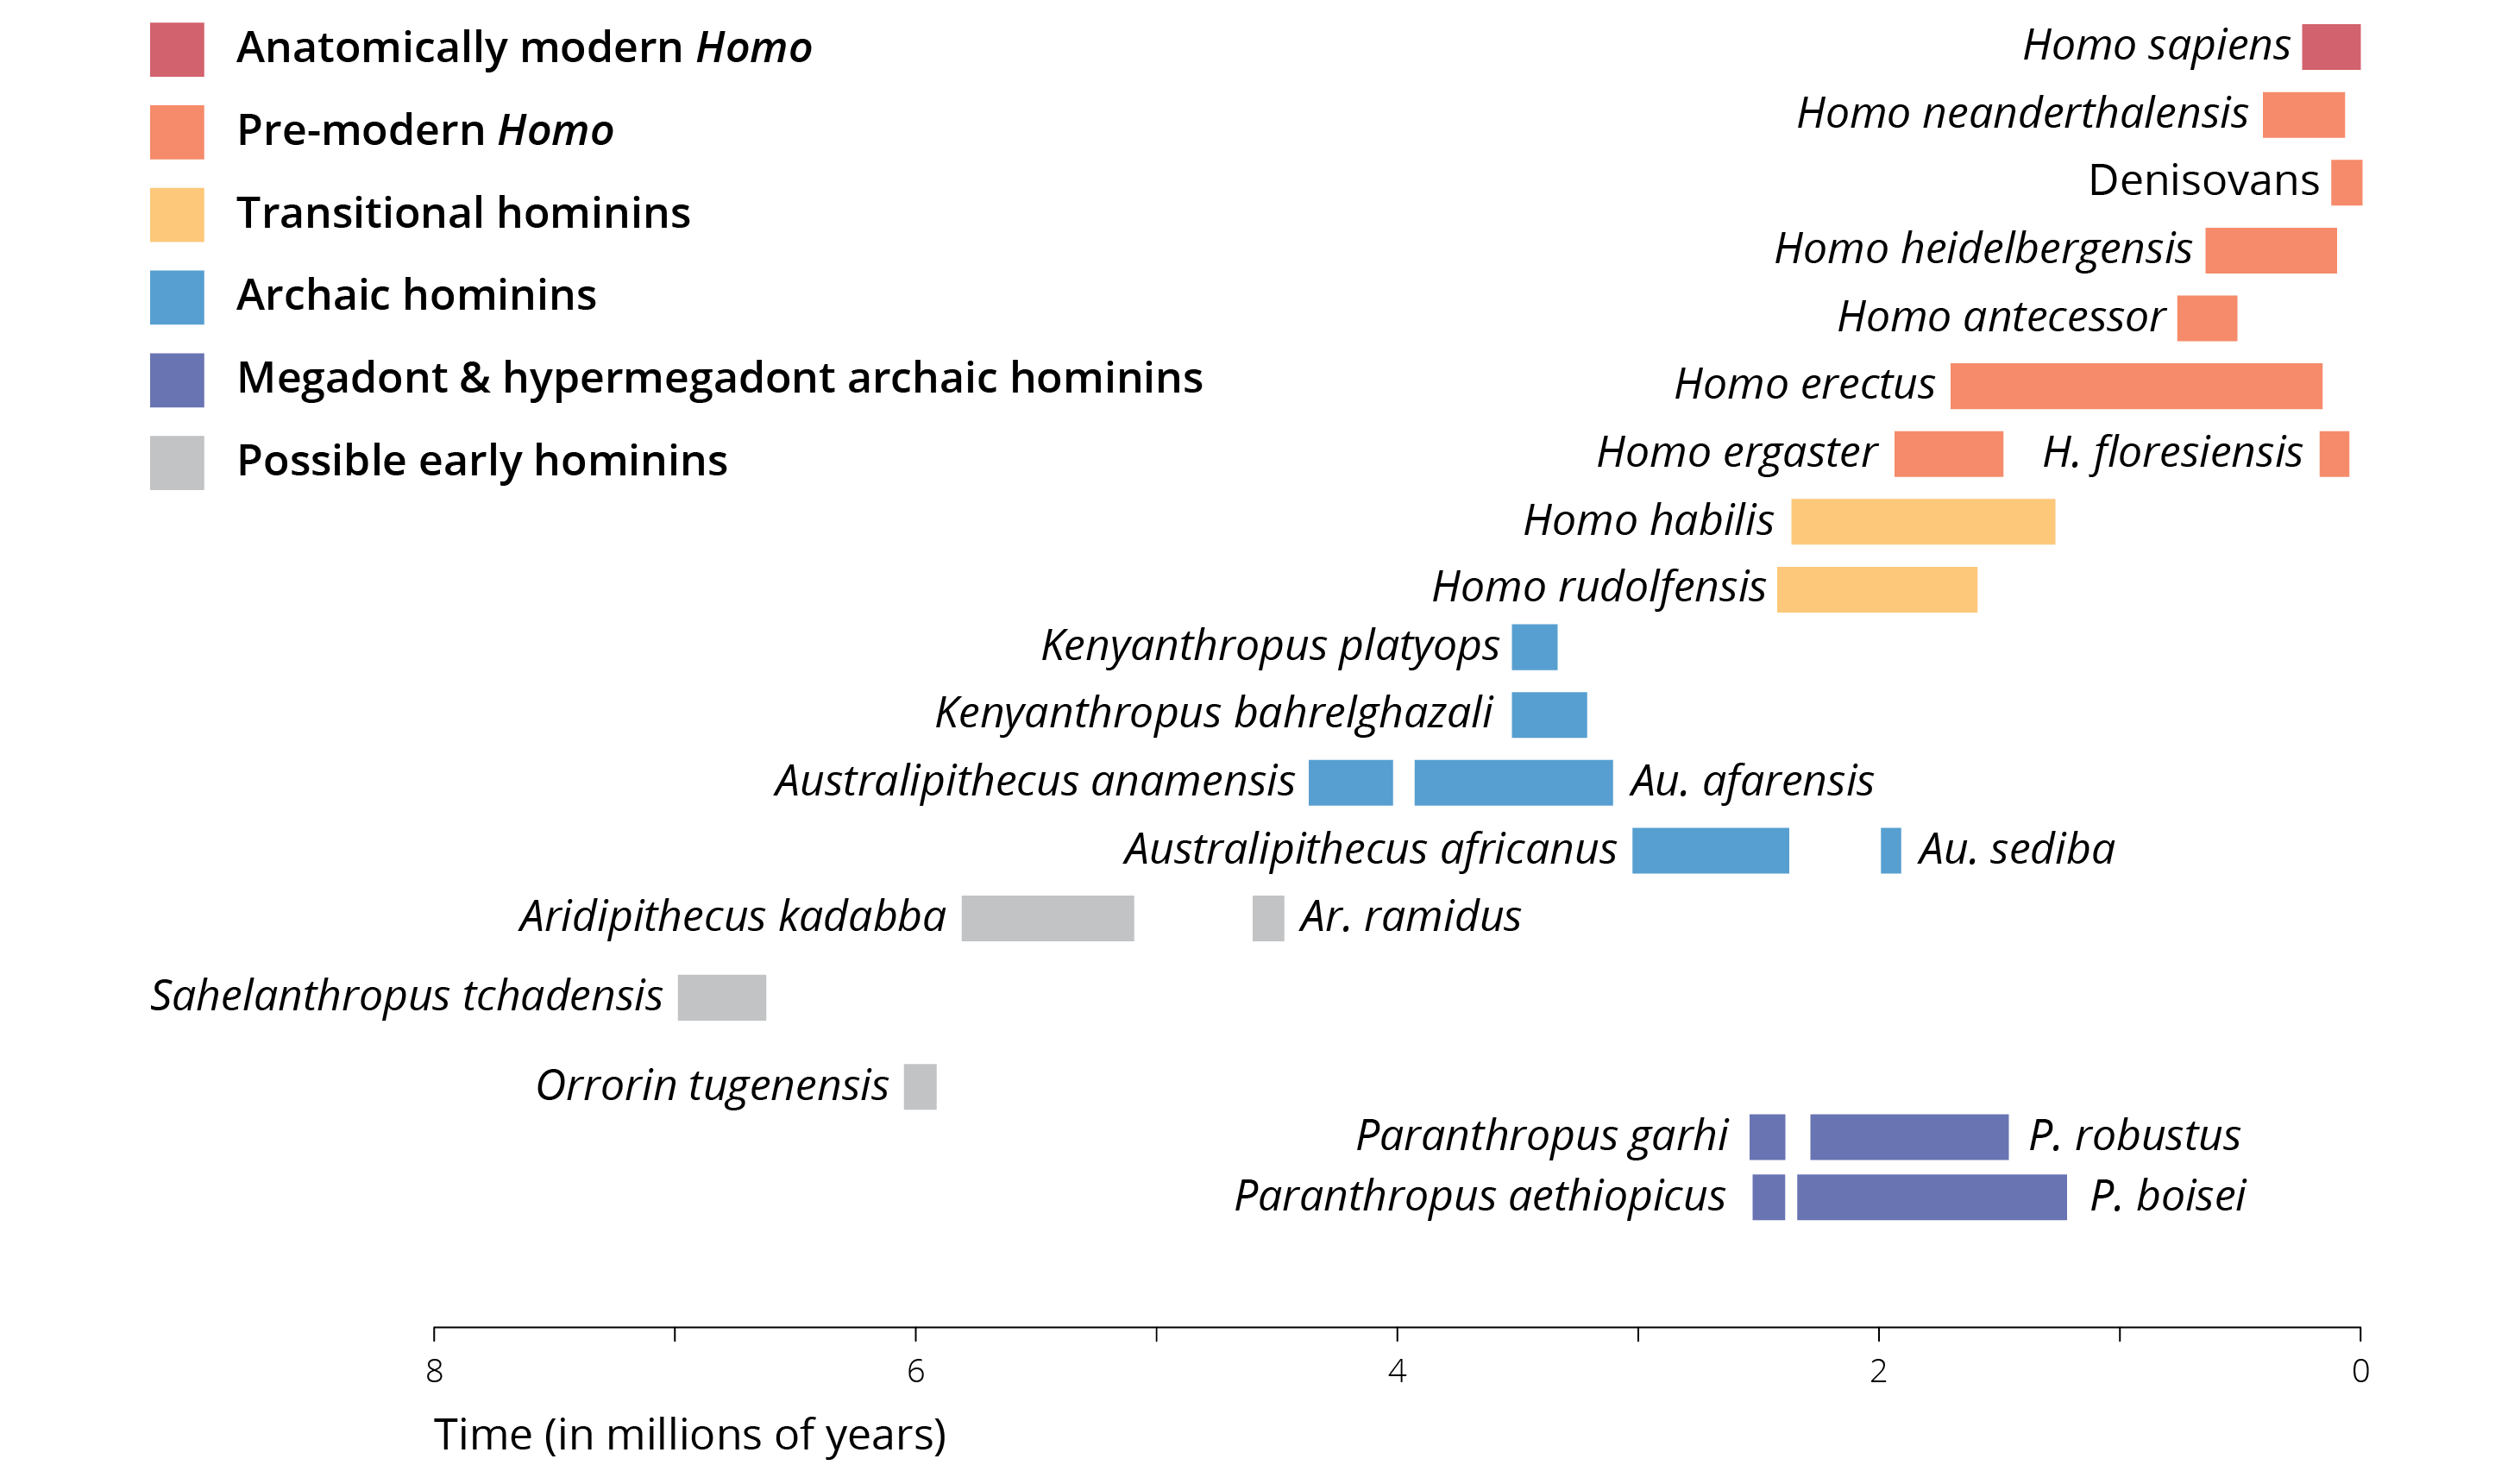 Anatomically modern Homo
Pre-modern Homo
Transitional hominins
Archaic hominins
Megadont & hypermegadont archaic hominins
Possible early hominins
Homo sapiens
Homo neanderthalensis
Denisovans
Homo heidelbergensis
Homo antecessor
Homo erectus
Homo ergaster
H. floresiensis
Homo habilis
Homo rudolfensis
Kenyanthropus platyops
Kenyanthropus bahrelghazali
Australipithecus anamensis
Au. afarensis
Australipithecus africanus
Au. sediba
Aridipithecus kadabba
Ar. ramidus
Sahelanthropus tchadensis
Orrorin tugenensis
Paranthropus garhi
P. robustus
Paranthropus aethiopicus
P. boisei
8 6 4 2 0
Time (in millions of years)